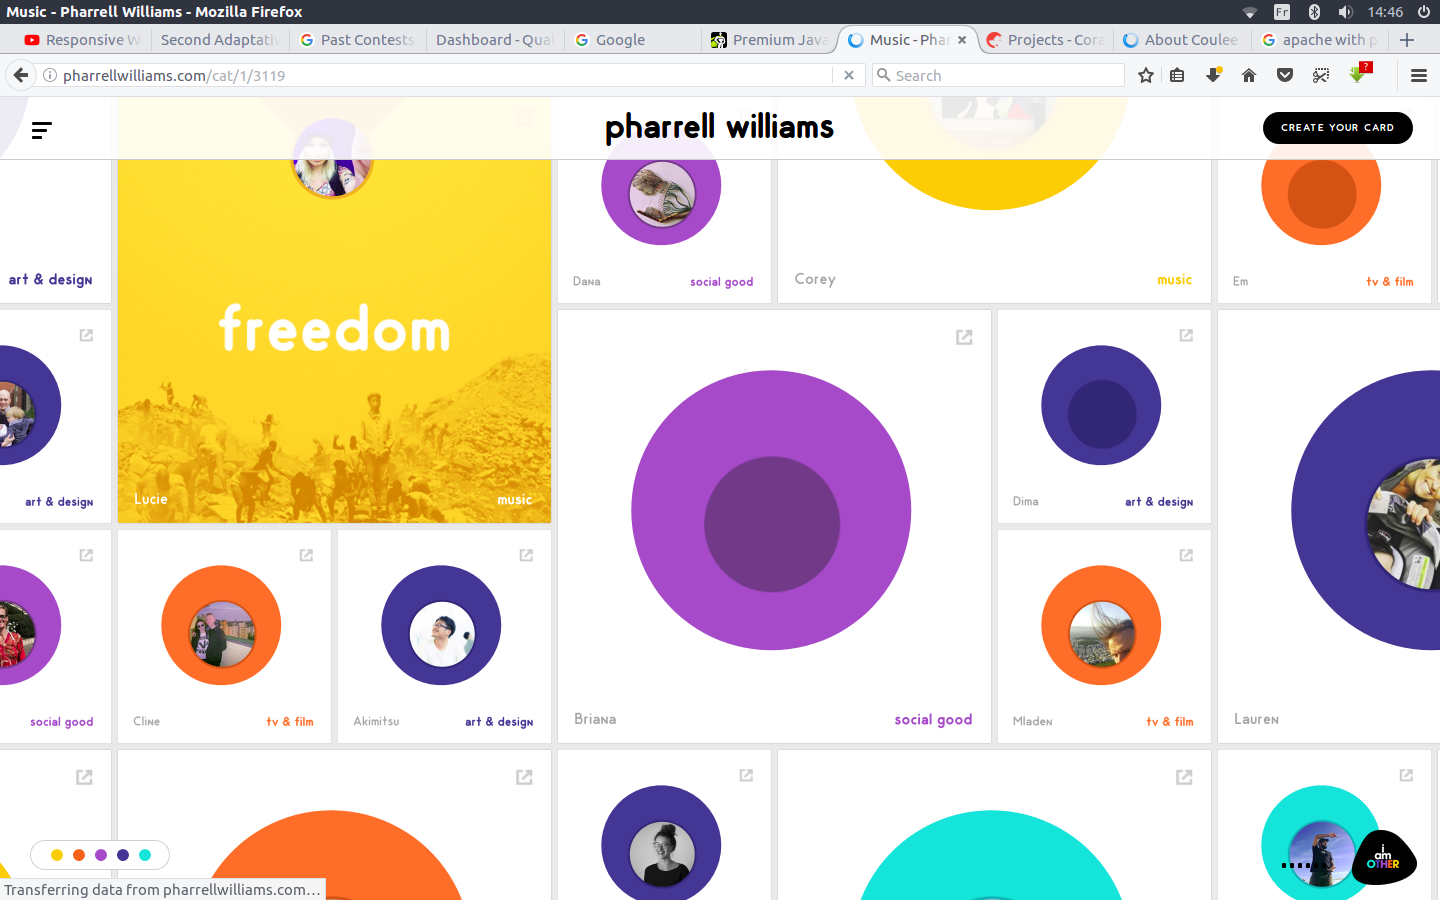 Music - Pharrell Williams - Mozilla Firefox
Fr
14:46
Responsive W
Second Adaptativ
Past Contests
Dashboard - Qual
Google
Premium Java
Music - Phar
Projects - Cora
About Coulee
apache with p
pharrellwilliams.com/cat/1/3119
Search
?
pharrell williams
CREATE YOUR CARD
art & design
Dana
social good
Corey
music
Em
tv & film
freedom
Lucie
music
art & design
Dima
art & design
social good
Cline
tv & film
Akimitsu
art & design
Briana
social good
Mladen
tv & film
Lauren
i
am
OTHER
Transferring data from pharrellwilliams.com...